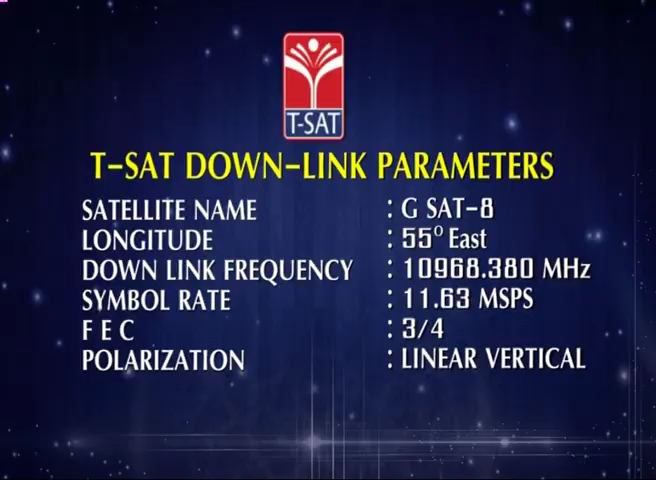 T-SAT
T-SAT DOWN-LINK PARAMETERS
SATELLITE NAME : G SAT-8
LONGITUDE : 55° East
DOWN LINK FREQUENCY : 10968.380 MHz
SYMBOL RATE : 11.63 MSPS
F E C : 3/4
POLARIZATION : LINEAR VERTICAL